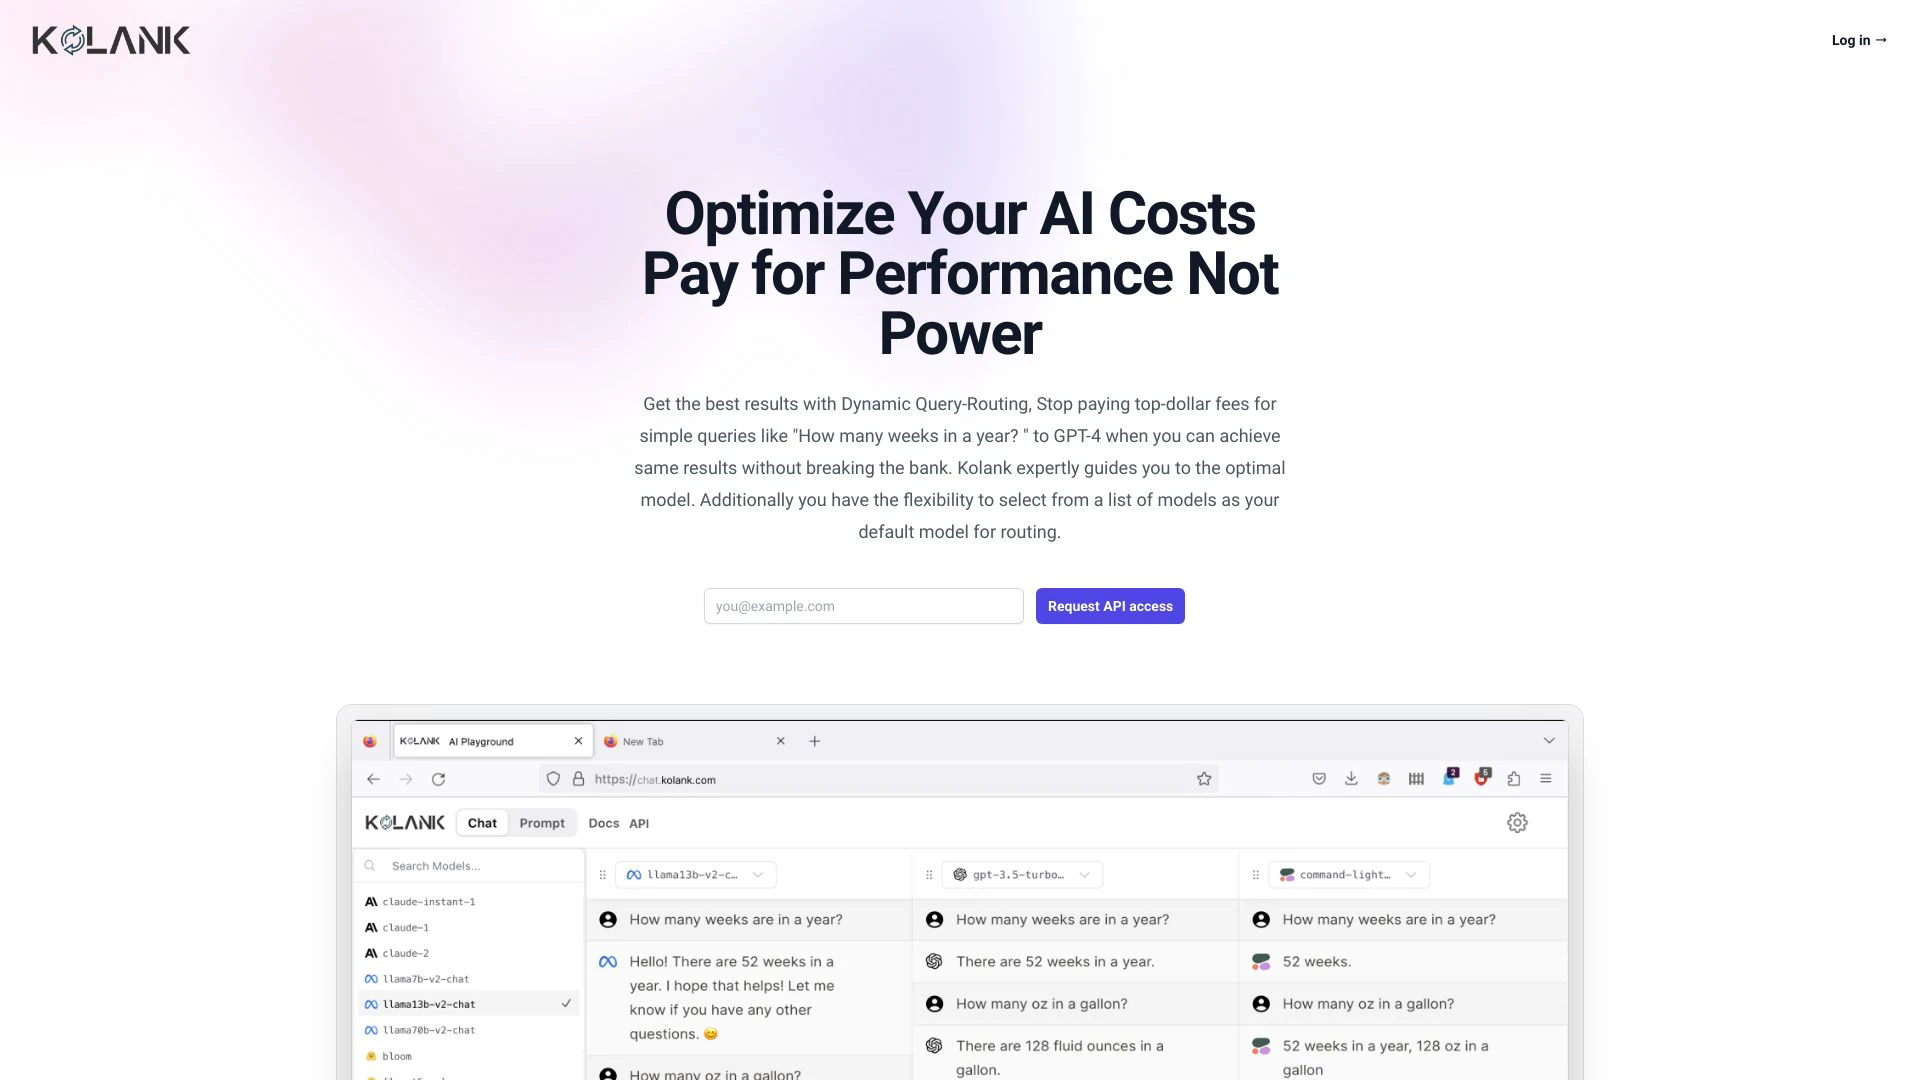 KOLANK
Log in →
Optimize Your AI Costs
Pay for Performance Not
Power
Get the best results with Dynamic Query-Routing, Stop paying top-dollar fees for
simple queries like "How many weeks in a year? " to GPT-4 when you can achieve
same results without breaking the bank. Kolank expertly guides you to the optimal
model. Additionally you have the flexibility to select from a list of models as your
default model for routing.
you@example.com
Request API access
KOLANK AI Playground
New Tab
https://chat.kolank.com
2
5
KOLANK
Chat
Prompt
Docs
API
Search Models...
claude-instant-1
claude-1
claude-2
llama7b-v2-chat
llama13b-v2-chat
llama70b-v2-chat
bloom
llama13b-v2-c...
How many weeks are in a year?
Hello! There are 52 weeks in a
year. I hope that helps! Let me
know if you have any other
questions. 😊
How many oz in a gallon?
gpt-3.5-turbo...
How many weeks are in a year?
There are 52 weeks in a year.
How many oz in a gallon?
There are 128 fluid ounces in a
gallon.
command-light...
How many weeks are in a year?
52 weeks.
How many oz in a gallon?
52 weeks in a year, 128 oz in a
gallon